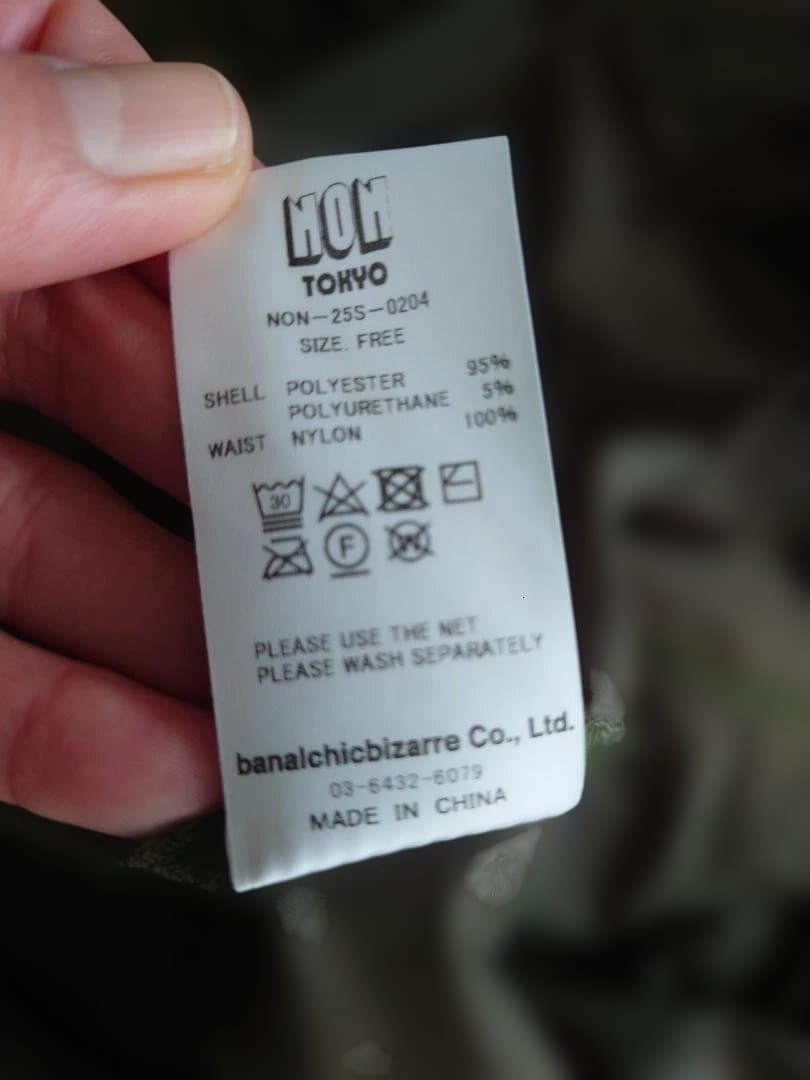 NON
TOKYO
NON-25S-0204
SIZE. FREE
SHELL POLYESTER 95%
POLYURETHANE 5%
WAIST NYLON 100%
30
F
W
PLEASE USE THE NET
PLEASE WASH SEPARATELY
banalchicbizarre Co., Ltd.
03-6432-6079
MADE IN CHINA